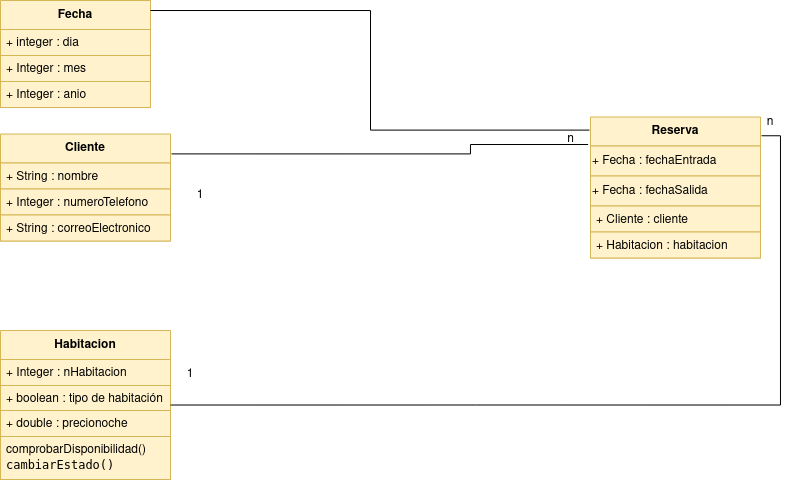 Fecha
+ integer : dia
+ Integer : mes
+ Integer : anio
Cliente
+ String : nombre
+ Integer : numeroTelefono
+ String : correoElectronico
1
n
n
Reserva
+ Fecha : fechaEntrada
+ Fecha : fechaSalida
+ Cliente : cliente
+ Habitacion : habitacion
Habitacion
+ Integer : nHabitacion
+ boolean : tipo de habitación
+ double : precionoche
comprobarDisponibilidad()
cambiarEstado()
1